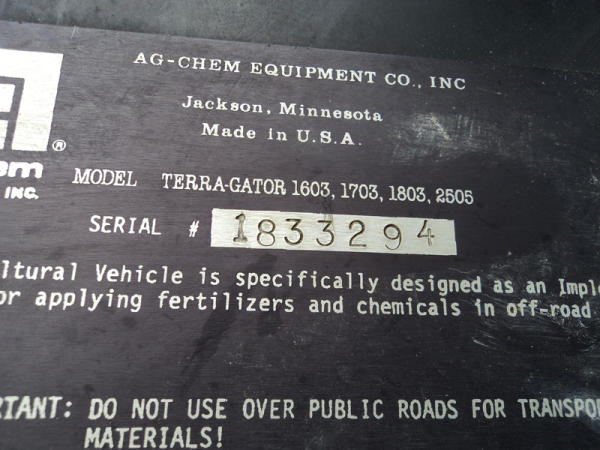 AG-CHEM EQUIPMENT CO., INC
Jackson, Minnesota
Made in U.S.A.
®
INC.
MODEL TERRA-GATOR 1603, 1703, 1803, 2505
SERIAL # 1833294
ltural Vehicle is specifically designed as an Imple
or applying fertilizers and chemicals in off-road
RTANT: DO NOT USE OVER PUBLIC ROADS FOR TRANSPO
MATERIALS!